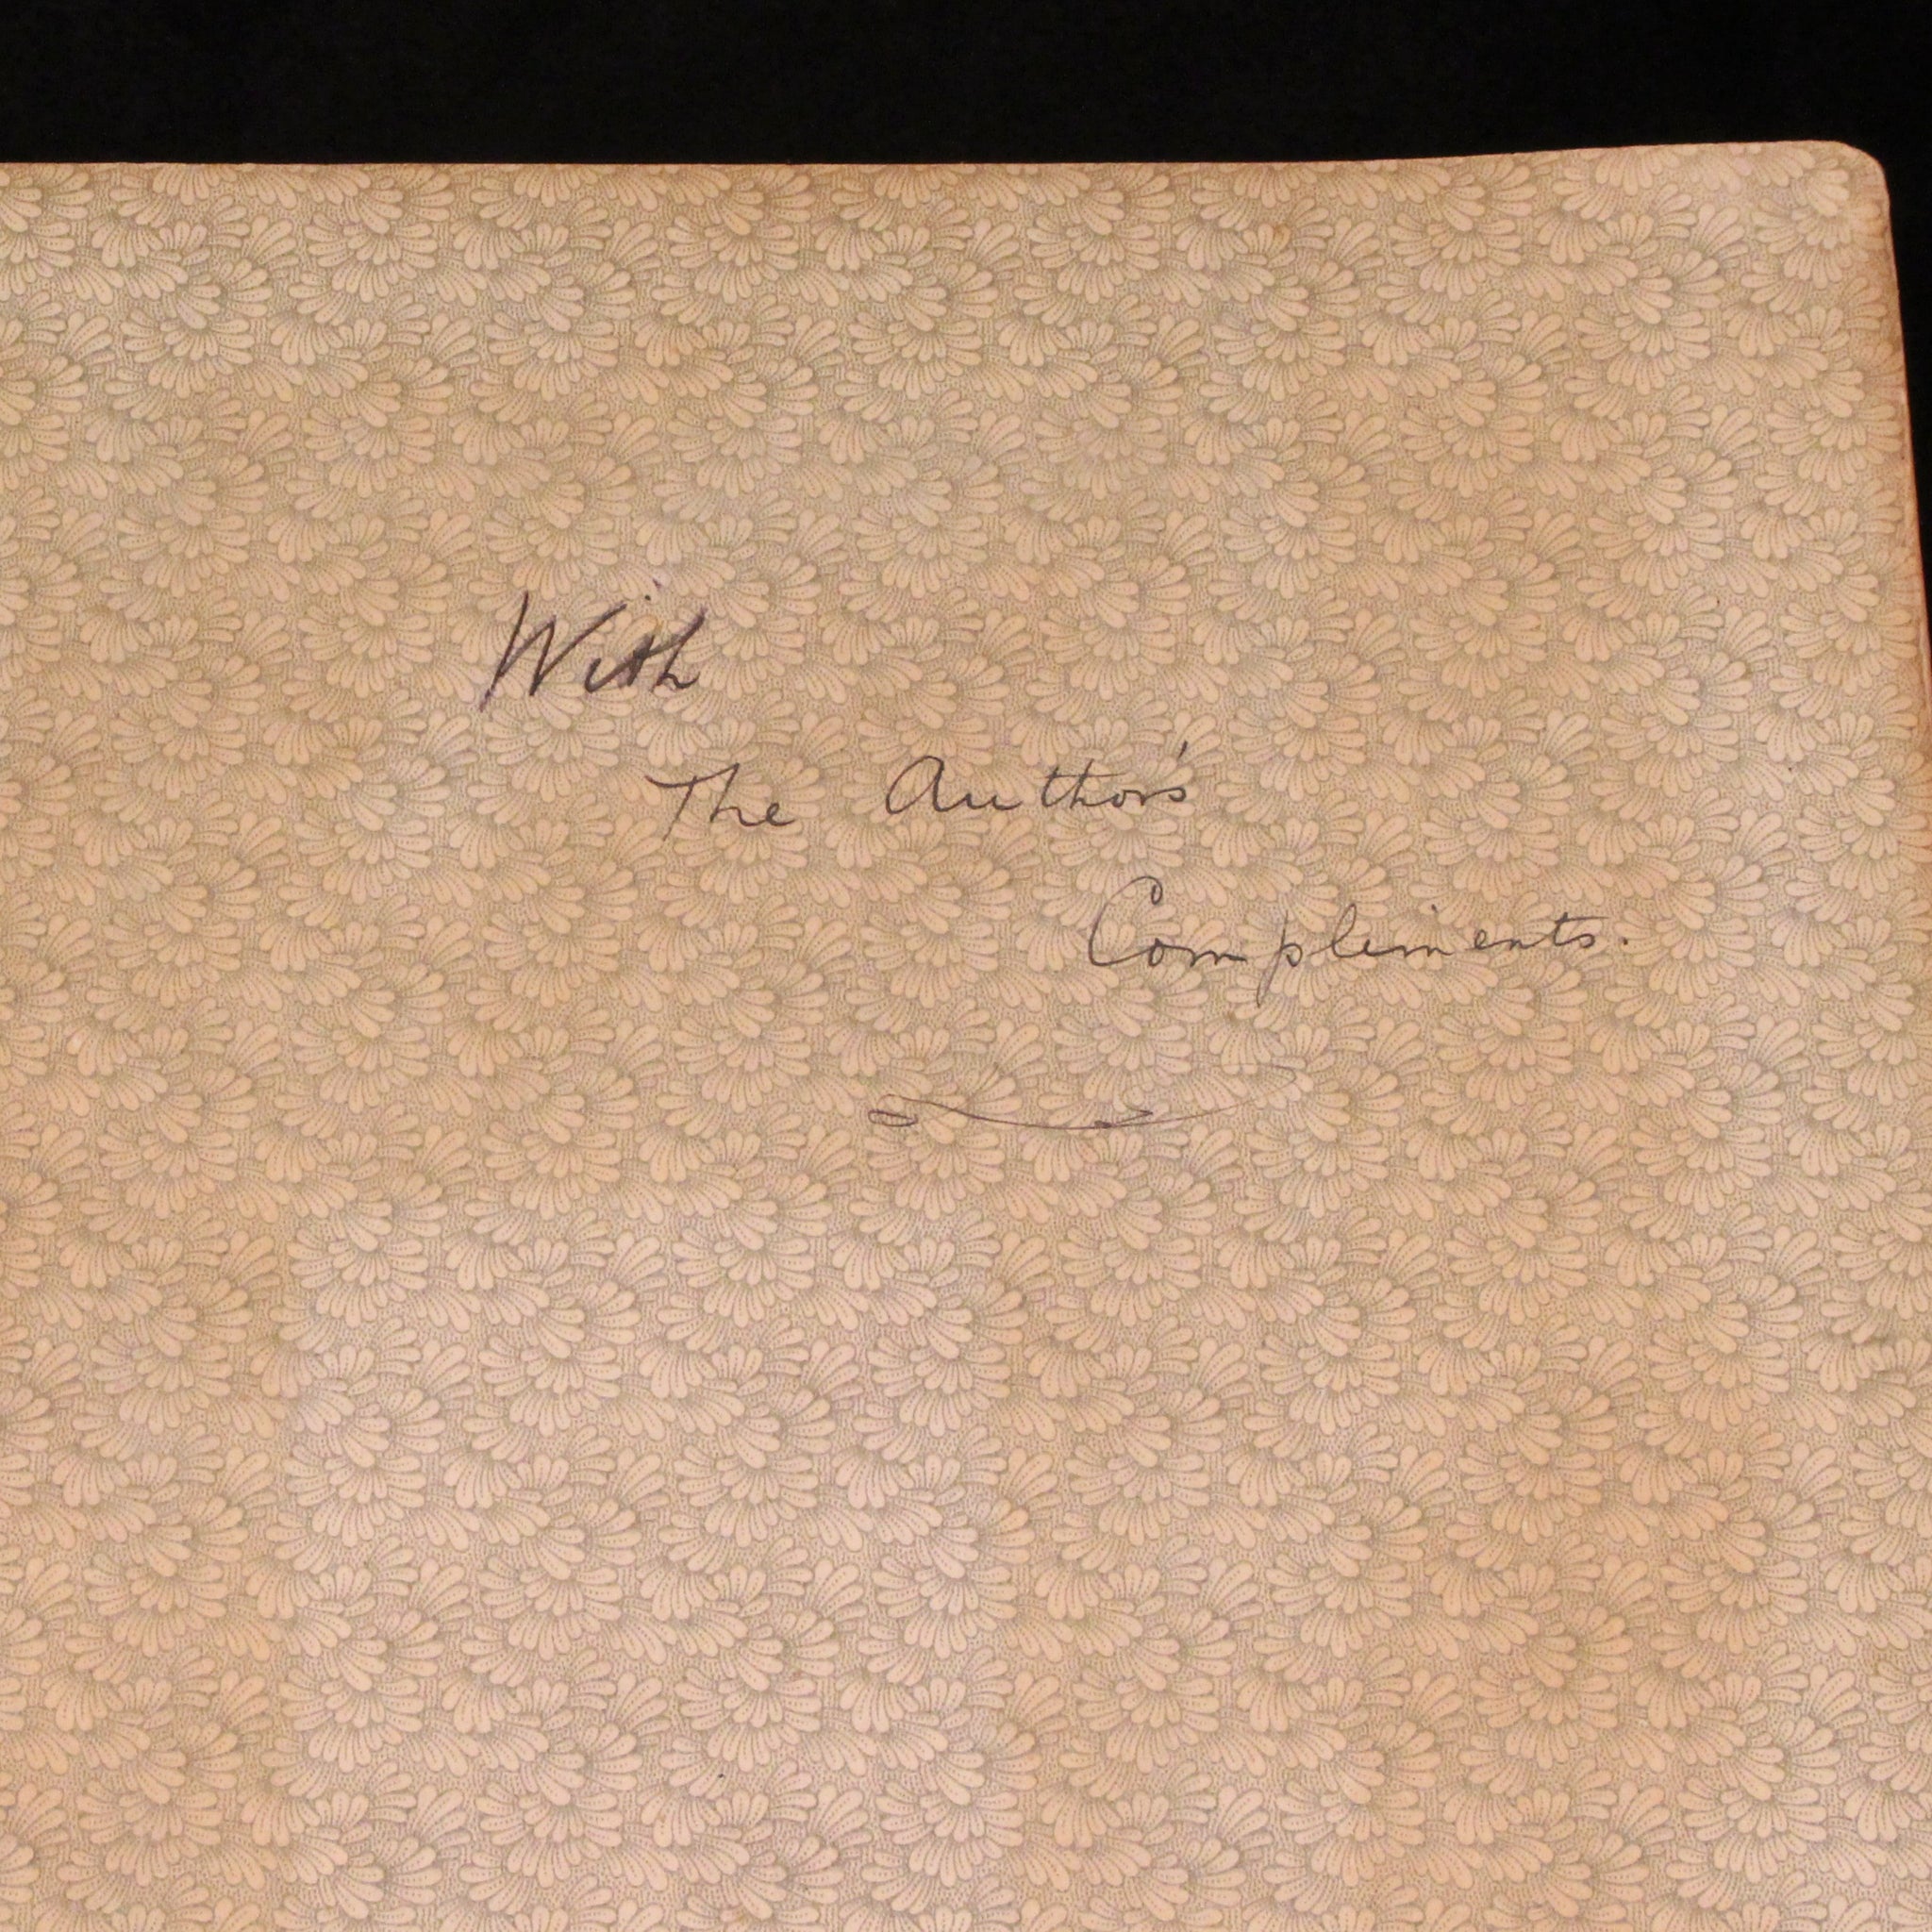 With
The Author's
Compliments.